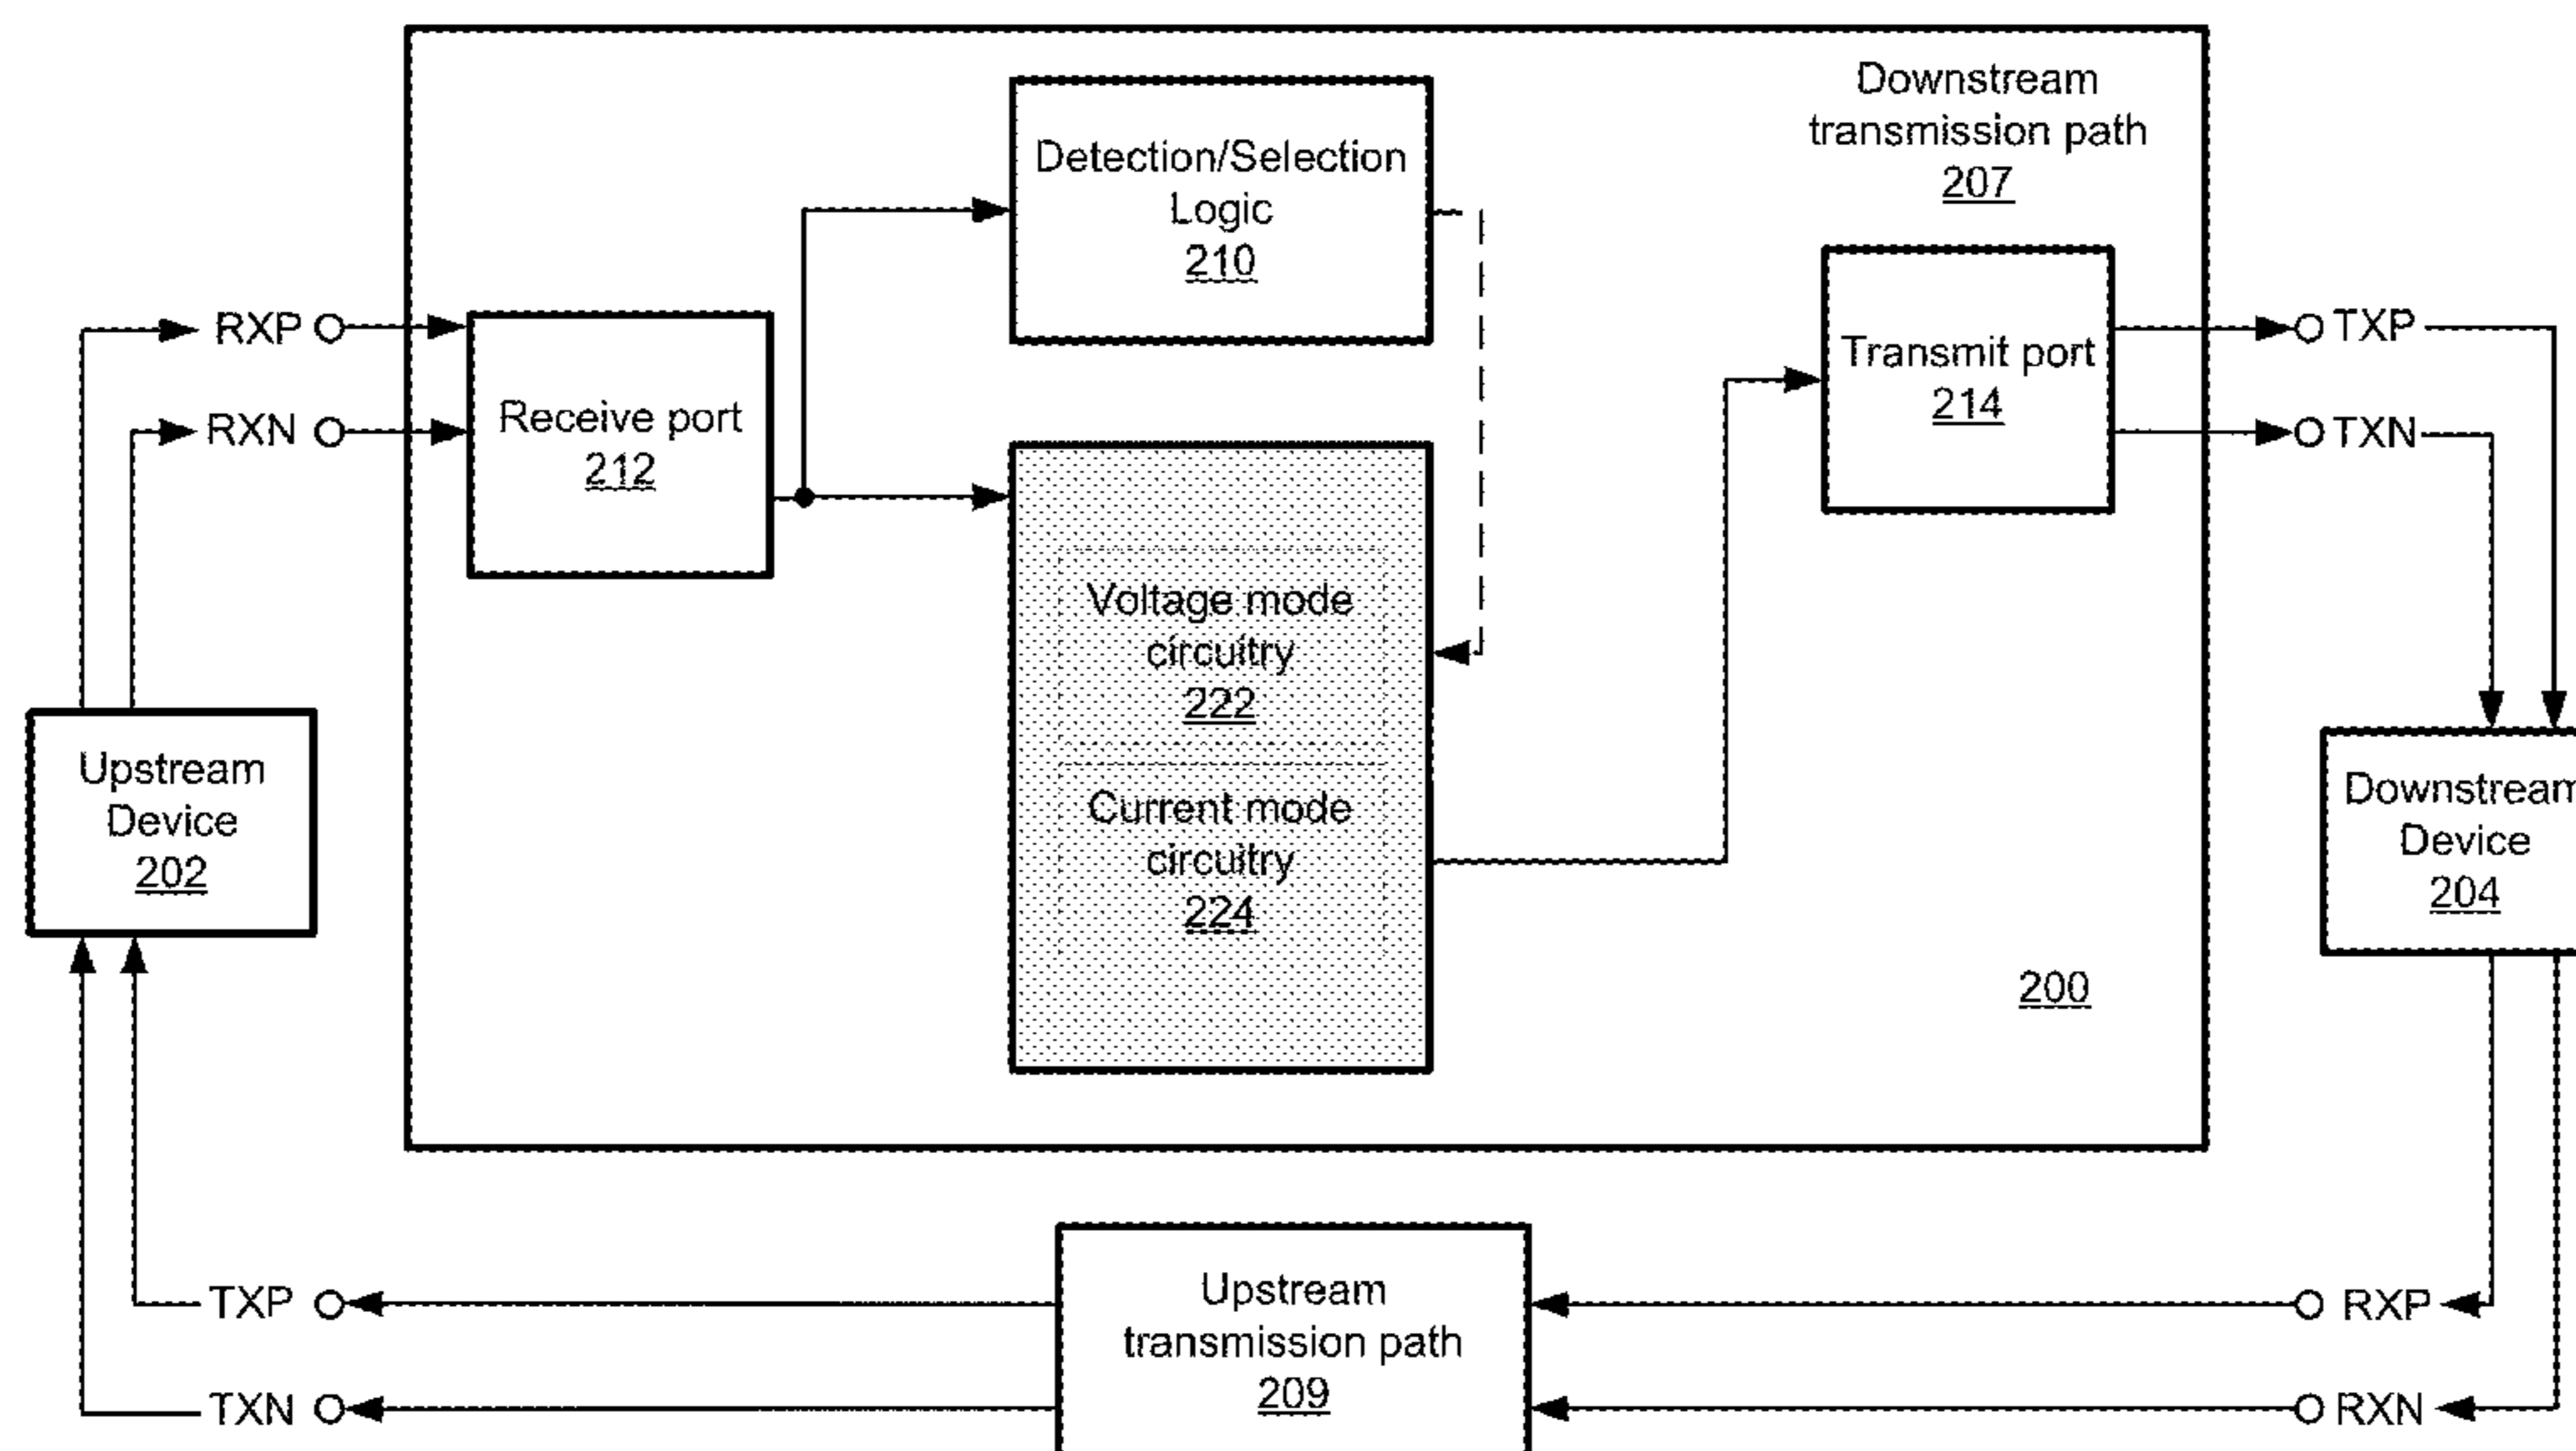 Downstream
transmission path
207
Detection/Selection
Logic
210
RXP
RXN
Receive port
212
Transmit port
214
TXP
TXN
Voltage mode
circuitry
222
Current mode
circuitry
224
Upstream
Device
202
Downstream
Device
204
200
Upstream
transmission path
209
TXP
TXN
RXP
RXN